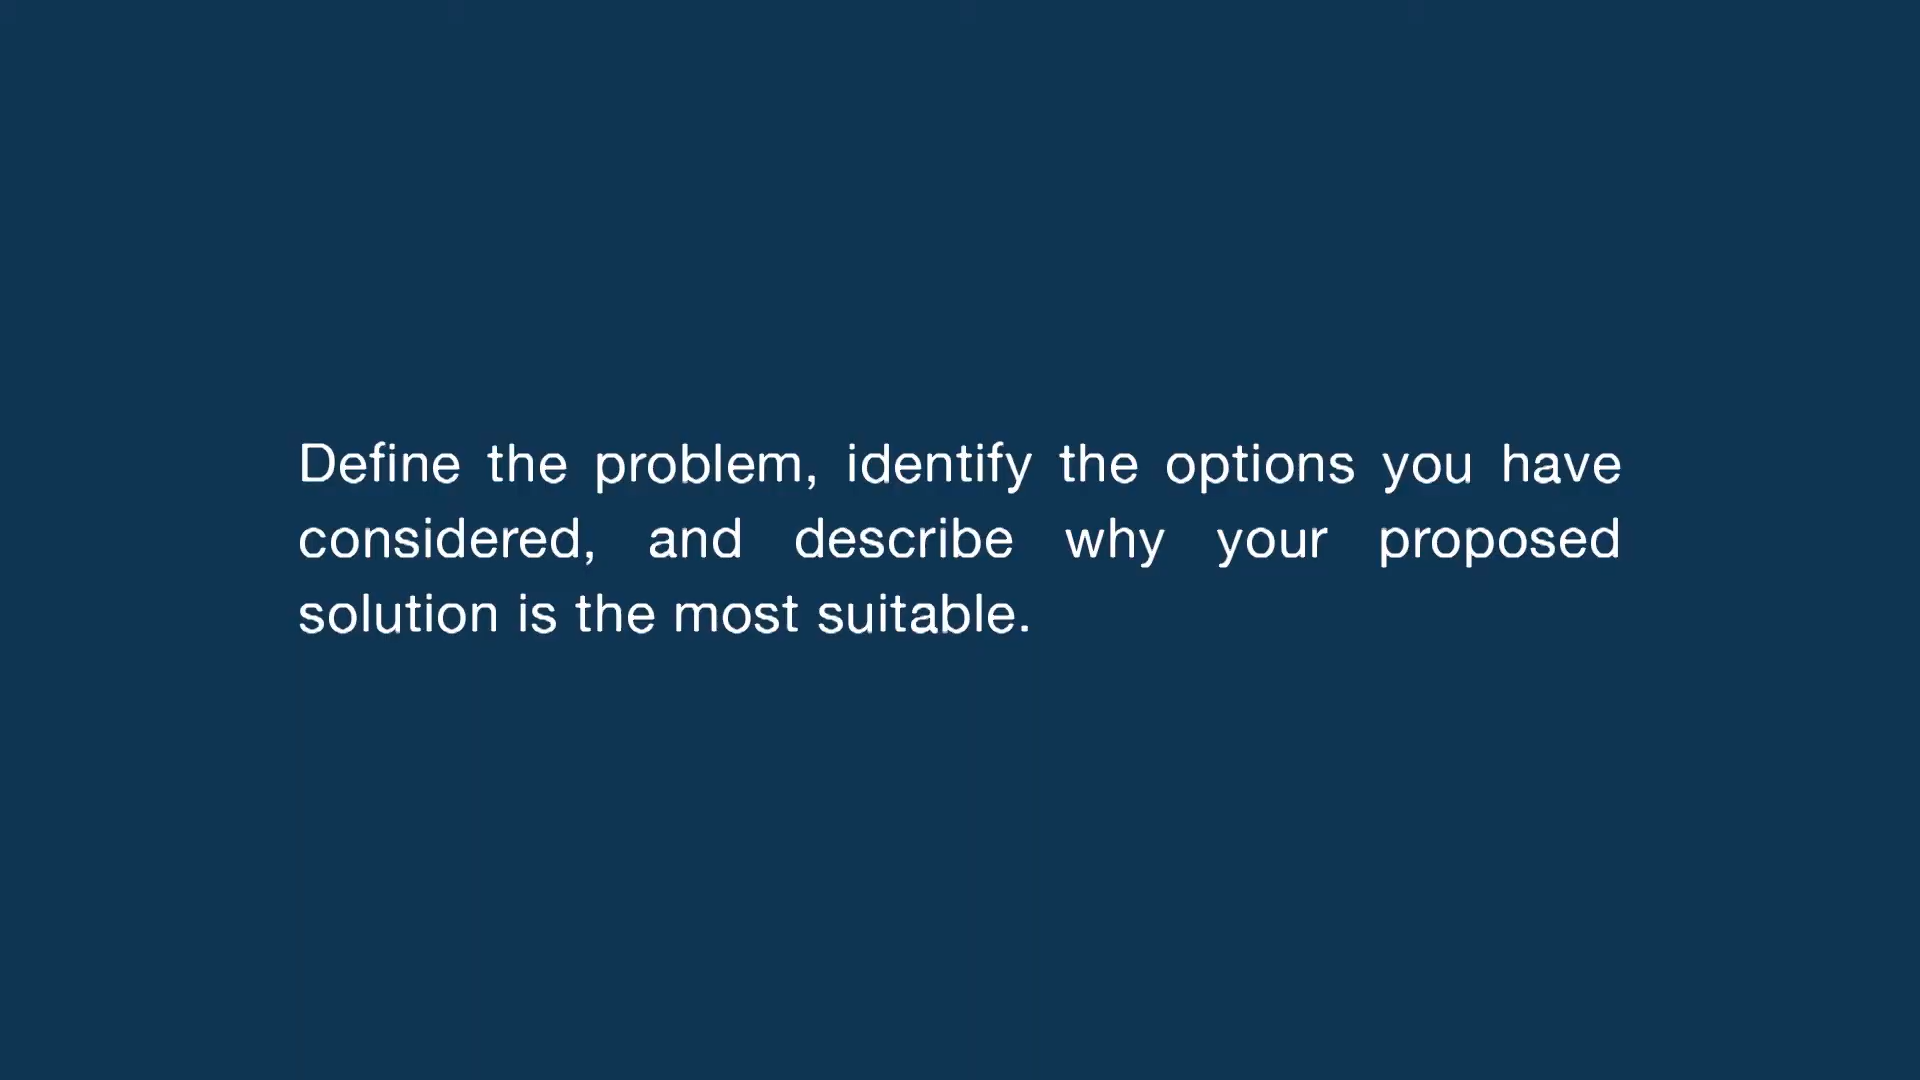 Define the problem, identify the options you have
considered, and describe why your proposed
solution is the most suitable.